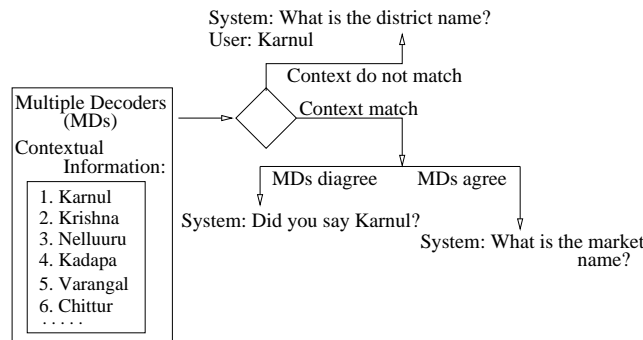 System: What is the district name?
User: Karnul
Context do not match
Context match
Multiple Decoders
(MDs)
Contextual
Information:
1. Karnul
2. Krishna
3. Nelluuru
4. Kadapa
5. Varangal
6. Chittur
. . . . .
MDs diagree
MDs agree
System: Did you say Karnul?
System: What is the market
name?